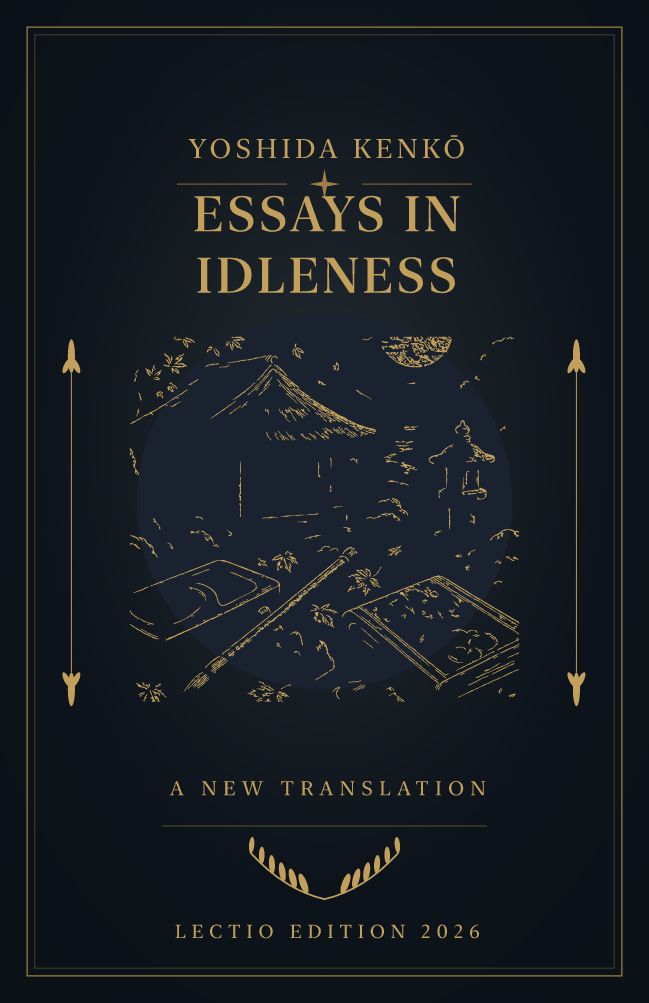 YOSHIDA KENKŌ
ESSAYS IN
IDLENESS
A NEW TRANSLATION
LECTIO EDITION 2026